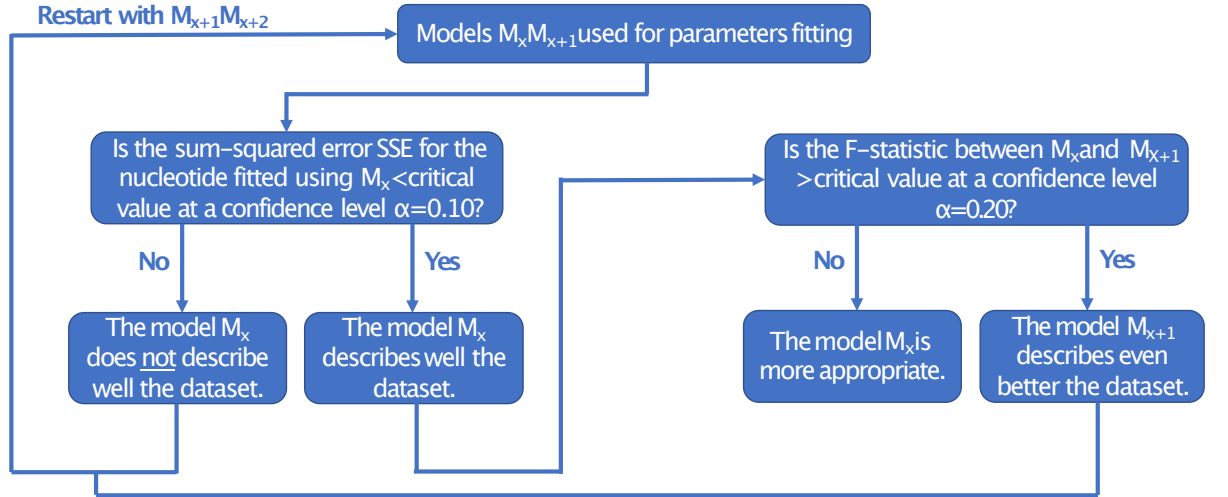 Restart with Mₓ₊₁Mₓ₊₂
Models MₓMₓ₊₁used for parameters fitting
Is the sum-squared error SSE for the
nucleotide fitted using Mₓ<critical
value at a confidence level α=0.10?
Is the F-statistic between Mₓand M_X+1
>critical value at a confidence level
α=0.20?
No
Yes
No
Yes
The model Mₓ
does not describe
well the dataset.
The model Mₓ
describes well the
dataset.
The model Mₓis
more appropriate.
The model Mₓ₊₁
describes even
better the dataset.